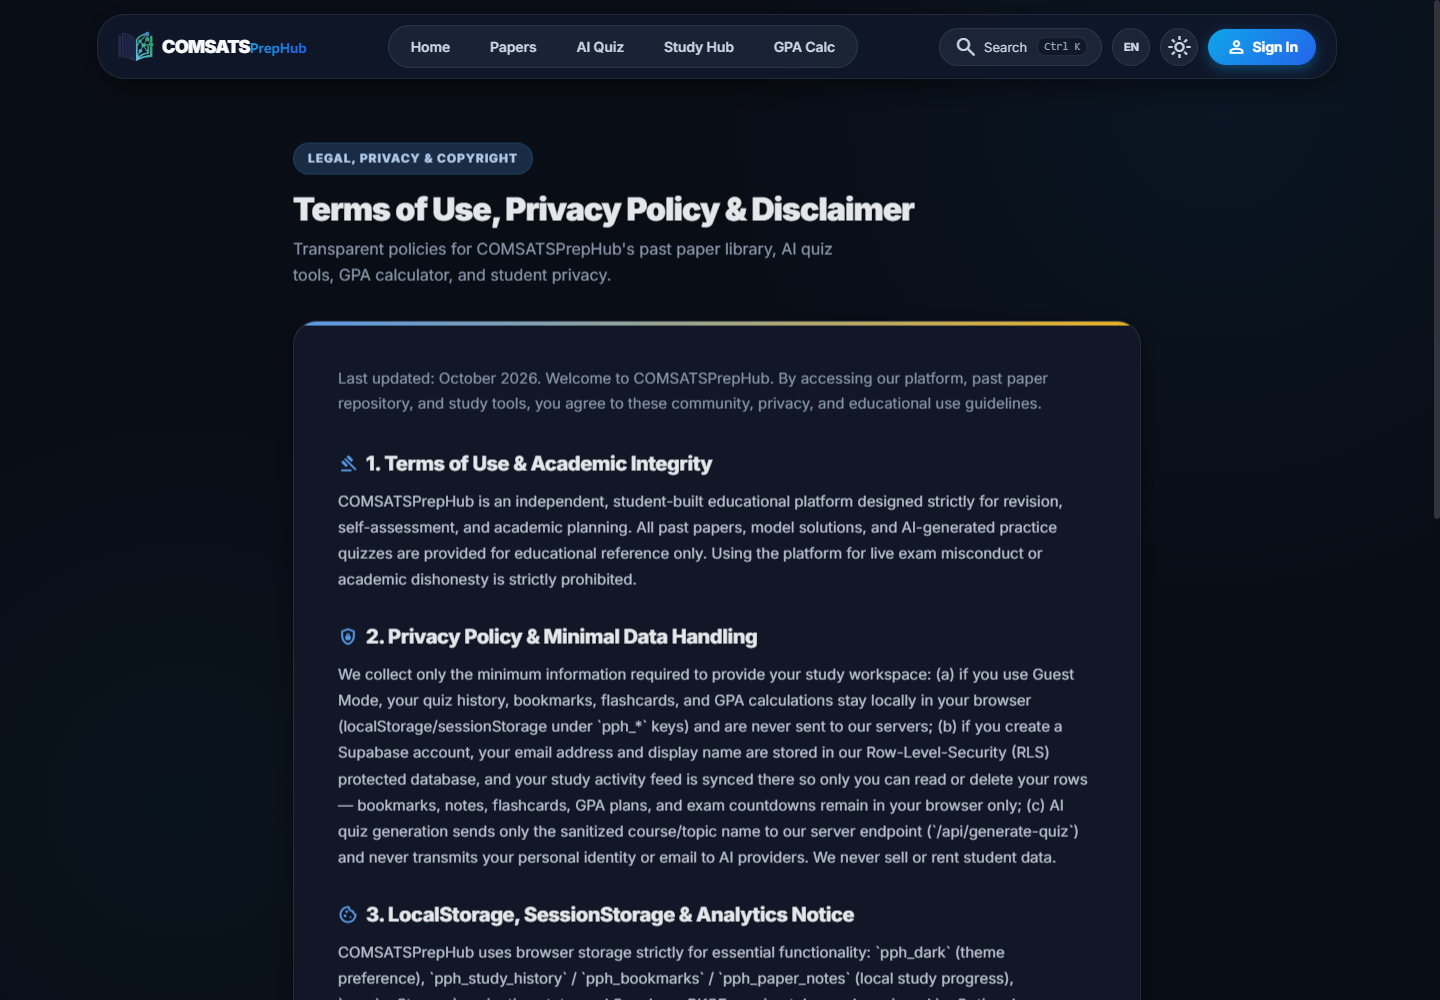 COMSATSPrepHub
Home
Papers
AI Quiz
Study Hub
GPA Calc
Search
Ctrl K
EN
Sign In
LEGAL, PRIVACY & COPYRIGHT
Terms of Use, Privacy Policy & Disclaimer
Transparent policies for COMSATSPrepHub's past paper library, AI quiz
tools, GPA calculator, and student privacy.
Last updated: October 2026. Welcome to COMSATSPrepHub. By accessing our platform, past paper
repository, and study tools, you agree to these community, privacy, and educational use guidelines.
1. Terms of Use & Academic Integrity
COMSATSPrepHub is an independent, student-built educational platform designed strictly for revision,
self-assessment, and academic planning. All past papers, model solutions, and AI-generated practice
quizzes are provided for educational reference only. Using the platform for live exam misconduct or
academic dishonesty is strictly prohibited.
2. Privacy Policy & Minimal Data Handling
We collect only the minimum information required to provide your study workspace: (a) if you use Guest
Mode, your quiz history, bookmarks, flashcards, and GPA calculations stay locally in your browser
(localStorage/sessionStorage under `pph_*` keys) and are never sent to our servers; (b) if you create a
Supabase account, your email address and display name are stored in our Row-Level-Security (RLS)
protected database, and your study activity feed is synced there so only you can read or delete your rows
— bookmarks, notes, flashcards, GPA plans, and exam countdowns remain in your browser only; (c) AI
quiz generation sends only the sanitized course/topic name to our server endpoint (`/api/generate-quiz`)
and never transmits your personal identity or email to AI providers. We never sell or rent student data.
3. LocalStorage, SessionStorage & Analytics Notice
COMSATSPrepHub uses browser storage strictly for essential functionality: `pph_dark` (theme
preference), `pph_study_history` / `pph_bookmarks` / `pph_paper_notes` (local study progress),